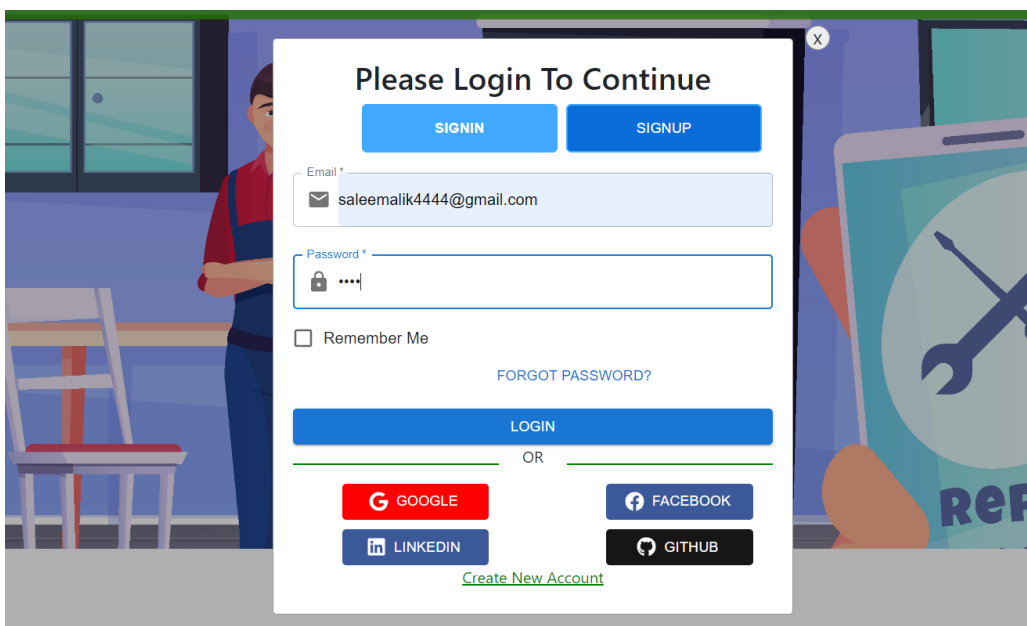 X
Please Login To Continue
SIGNIN SIGNUP
Email *
saleemalik4444@gmail.com
Password *
••••
Remember Me
FORGOT PASSWORD?
LOGIN
OR
GOOGLE FACEBOOK
LINKEDIN GITHUB
Create New Account